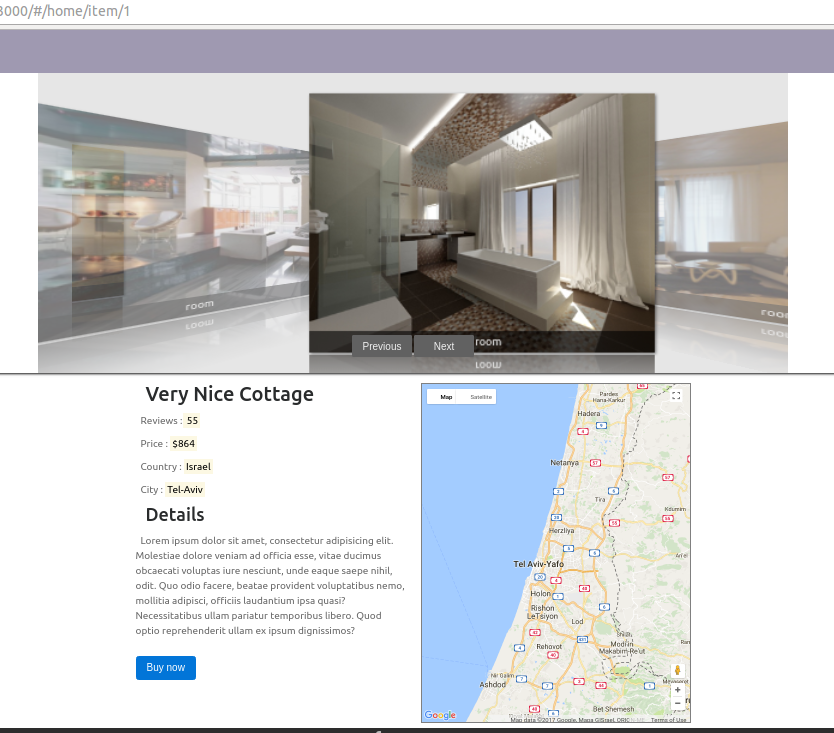 3000/#/home/item/1
room
room
room
Previous
Next
Very Nice Cottage
Reviews : 55
Price : $864
Country : Israel
City : Tel-Aviv
Details
Lorem ipsum dolor sit amet, consectetur adipisicing elit.
Molestiae dolore veniam ad officia esse, vitae ducimus
obcaecati voluptas iure nesciunt, unde eaque saepe nihil,
odit. Quo odio facere, beatae provident voluptatibus nemo,
mollitia adipisci, officiis laudantium ipsa quasi?
Necessitatibus ullam pariatur temporibus libero. Quod
optio reprehenderit ullam ex ipsum dignissimos?
Buy now
Map
Satellite
Pardes
Hana-Karkur
Hadera
Netanya
Tira
Kdumim
Herzliya
Ariel
Tel Aviv-Yafo
Holon
Rishon
LeTsiyon
Lod
Rehovot
Modi'in
Makabim-Re'ut
Nir Galim
Ashdod
Bet Shemesh
Google
Map data ©2017 Google, Mapa GISrael, ORION-ME
Terms of Use